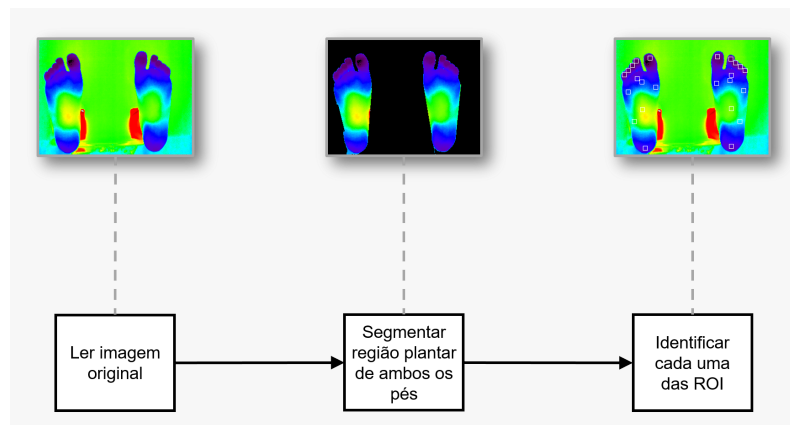 Ler imagem
original
Segmentar
região plantar
de ambos os
pés
Identificar
cada uma
das ROI